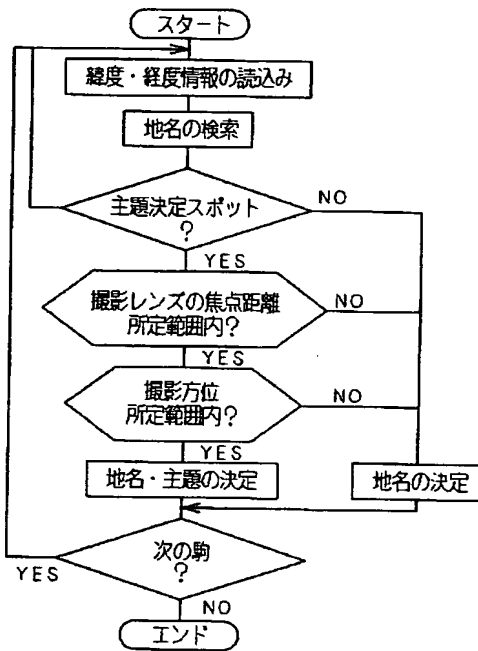 スタート
緯度・経度情報の読込み
地名の検索
主題決定スポット
?
NO
YES
撮影レンズの焦点距離
所定範囲内?
NO
YES
撮影方位
所定範囲内?
NO
YES
地名・主題の決定
地名の決定
次の駒
?
YES
NO
エンド